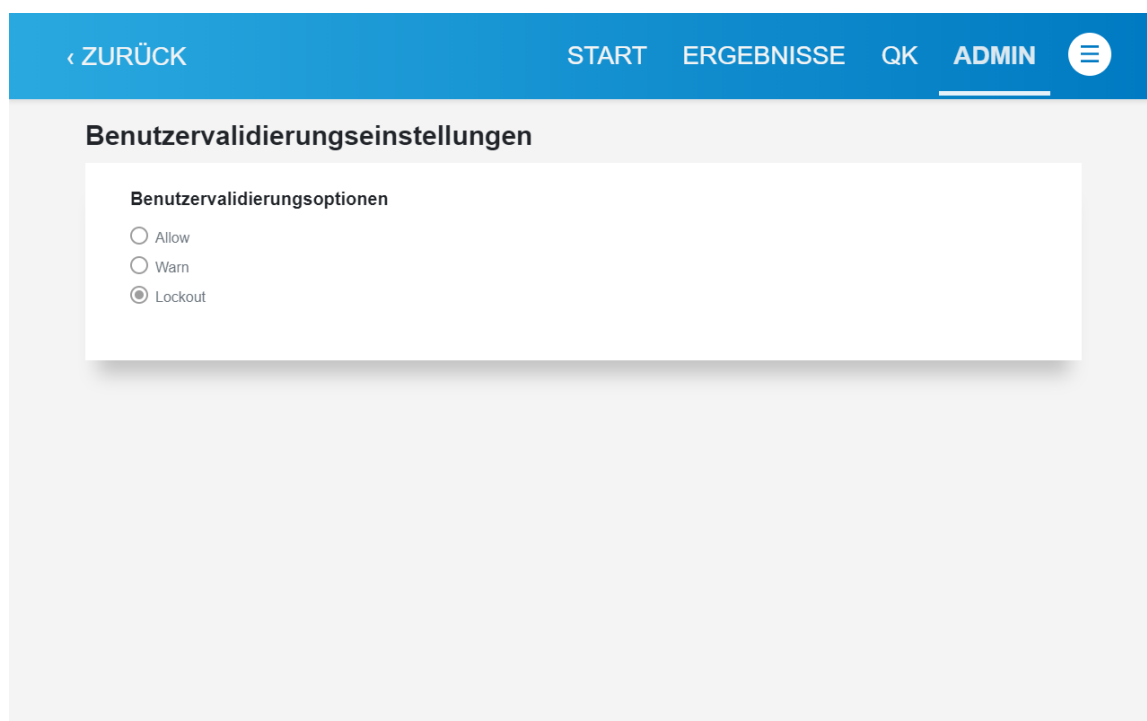 ‹ ZURÜCK START ERGEBNISSE QK ADMIN
Benutzervalidierungseinstellungen
Benutzervalidierungsoptionen
Allow
Warn
Lockout